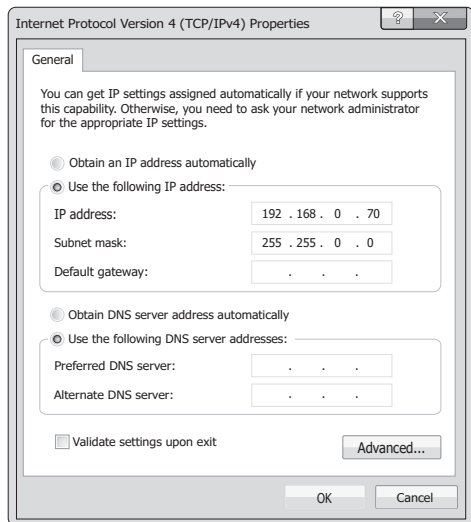 Internet Protocol Version 4 (TCP/IPv4) Properties
?
X
General
You can get IP settings assigned automatically if your network supports
this capability. Otherwise, you need to ask your network administrator
for the appropriate IP settings.
Obtain an IP address automatically
Use the following IP address:
IP address: 192 . 168 . 0 . 70
Subnet mask: 255 . 255 . 0 . 0
Default gateway: . . .
Obtain DNS server address automatically
Use the following DNS server addresses:
Preferred DNS server: . . .
Alternate DNS server: . . .
Validate settings upon exit
Advanced...
OK
Cancel